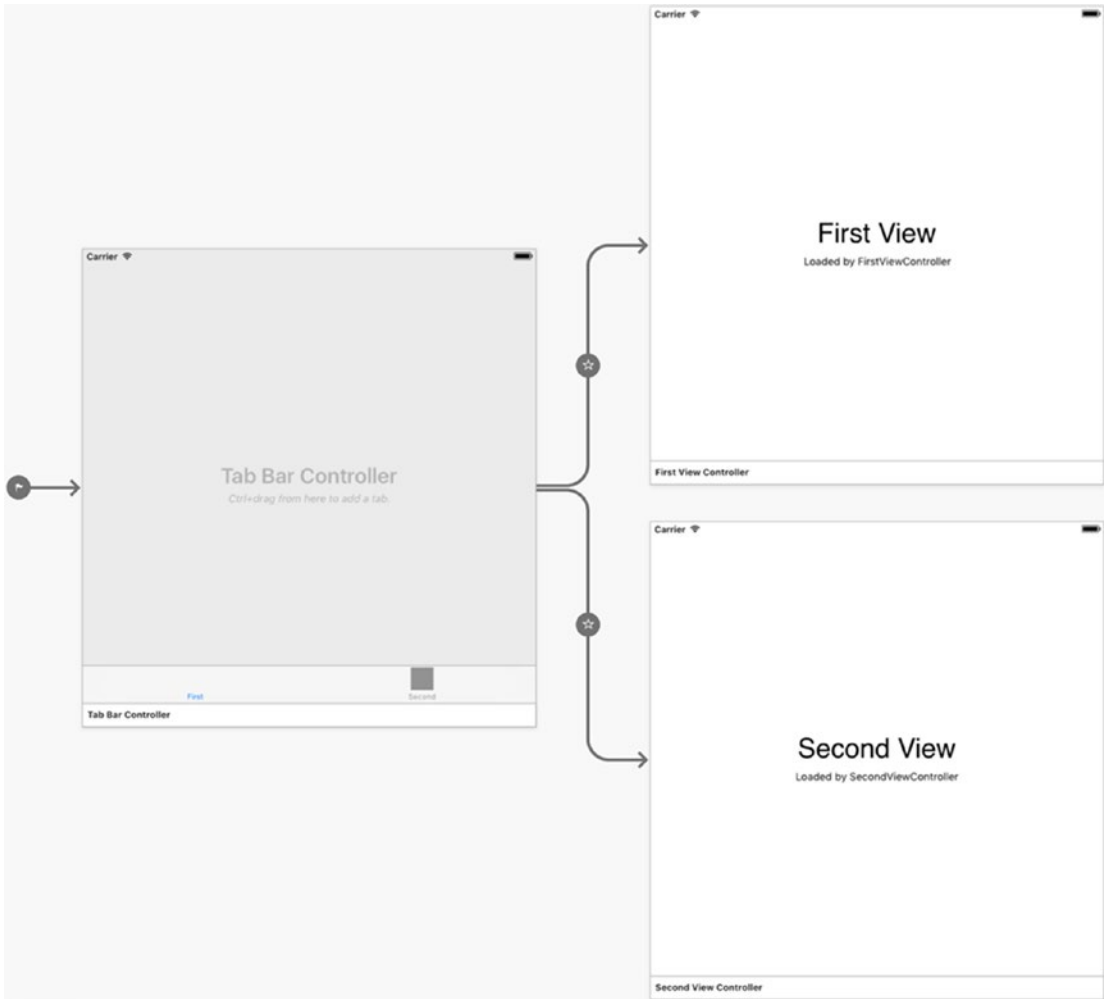 Carrier
First View
Loaded by FirstViewController
First View Controller
Carrier
Tab Bar Controller
Ctrl+drag from here to add a tab.
First
Second
Tab Bar Controller
Carrier
Second View
Loaded by SecondViewController
Second View Controller